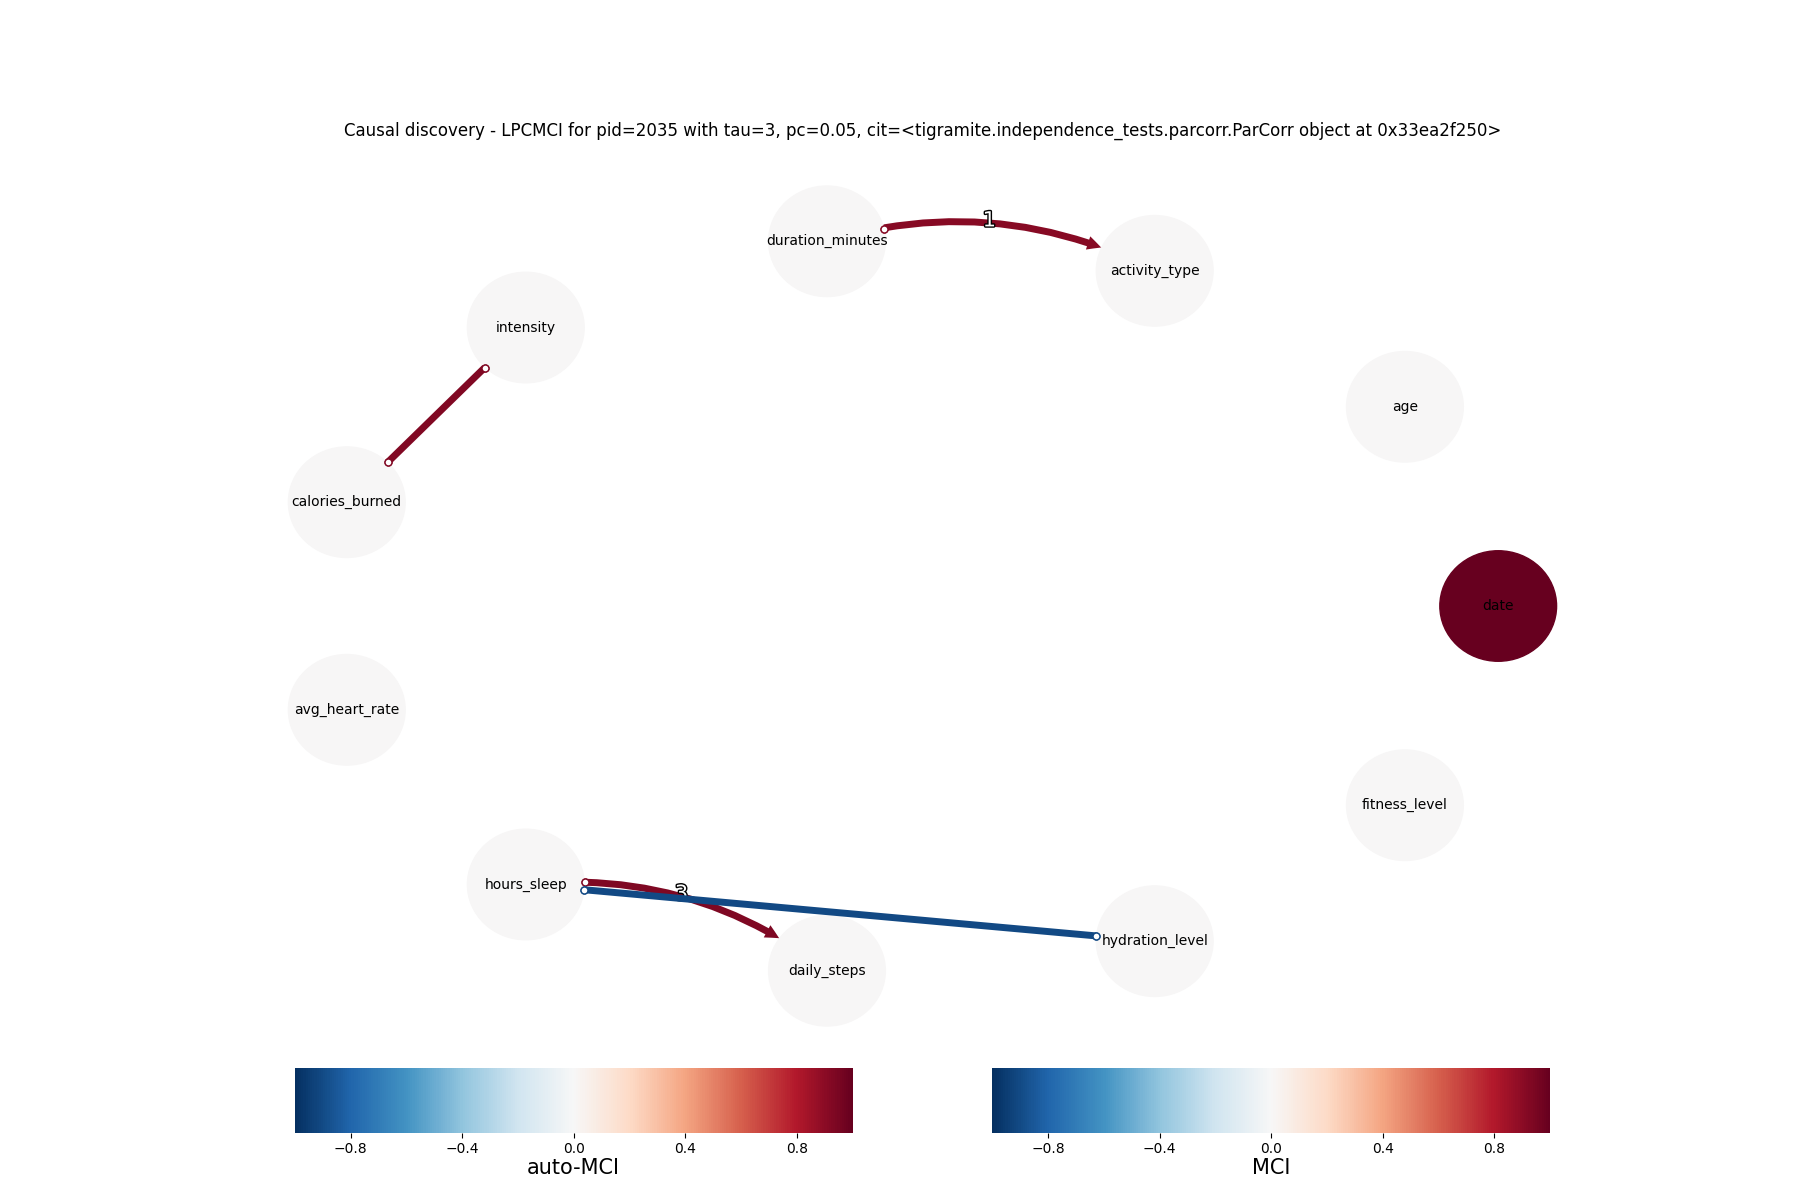 Causal discovery - LPCMCI for pid=2035 with tau=3, pc=0.05, cit=<tigramite.independence_tests.parcorr.ParCorr object at 0x33ea2f250>
1
duration_minutes
activity_type
intensity
age
calories_burned
date
avg_heart_rate
fitness_level
hours_sleep
3
hydration_level
daily_steps
−0.8 −0.4 0.0 0.4 0.8
auto-MCI
−0.8 −0.4 0.0 0.4 0.8
MCI